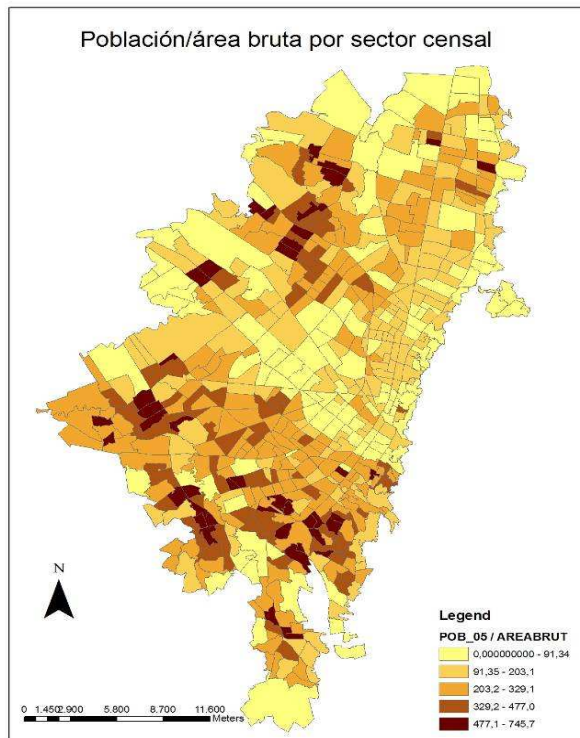 Población/área bruta por sector censal
N
0 1.450 2.900 5.800 8.700 11.600
Meters
Legend
POB_05 / AREABRUT
0,000000000 - 91,34
91,35 - 203,1
203,2 - 329,1
329,2 - 477,0
477,1 - 745,7